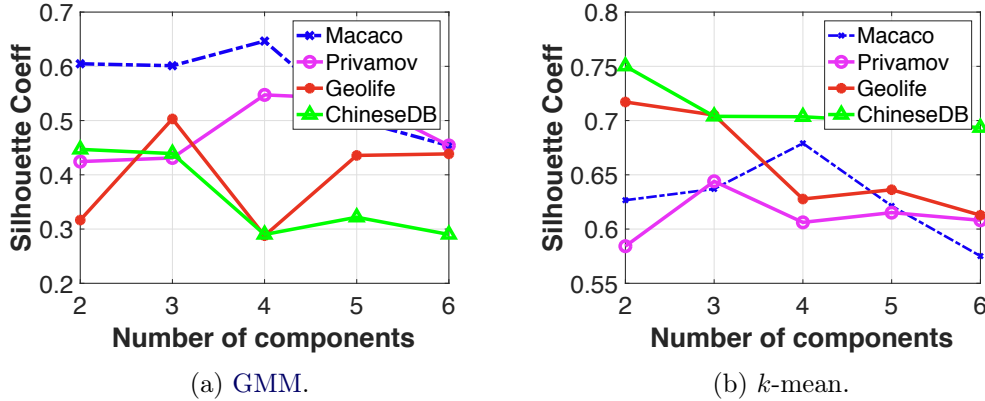 0.7
0.6
0.5
0.4
0.3
0.2
Silhouette Coeff
2 3 4 5 6
Number of components
Macaco
Privamov
Geolife
ChineseDB
(a) GMM.
0.8
0.75
0.7
0.65
0.6
0.55
Silhouette Coeff
2 3 4 5 6
Number of components
Macaco
Privamov
Geolife
ChineseDB
(b) k-mean.